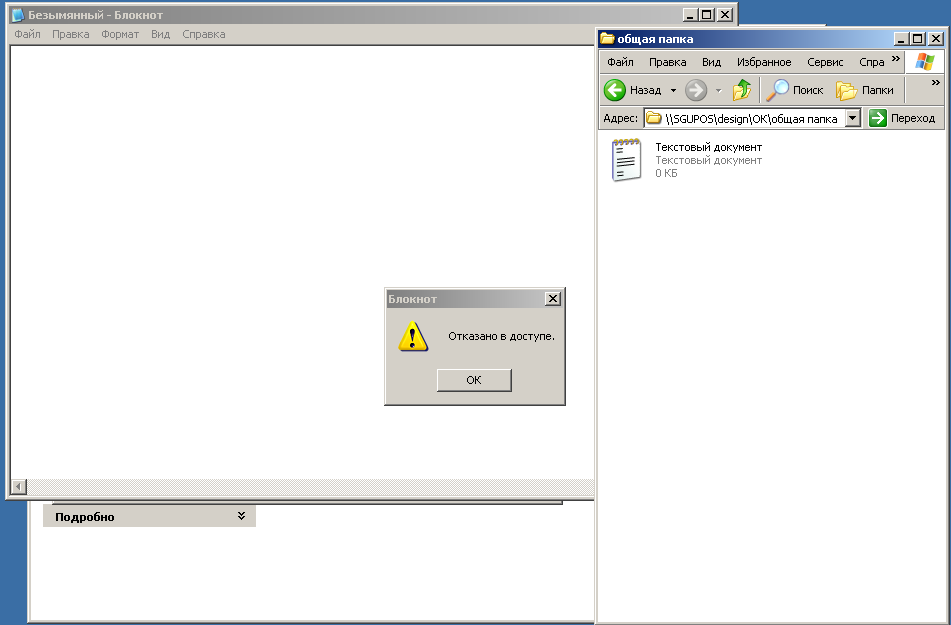 Безымянный - Блокнот
Файл Правка Формат Вид Справка
Блокнот
Отказано в доступе.
OK
Подробно
общая папка
Файл Правка Вид Избранное Сервис Спра »
Назад Поиск Папки »
Адрес: \\SGUPOS\design\OK\общая папка Переход
Текстовый документ
Текстовый документ
0 КБ